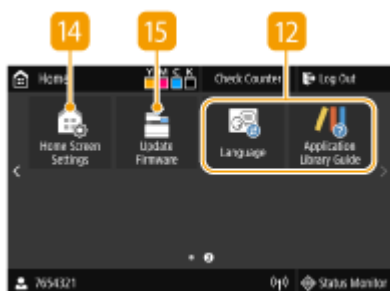 14 15 12
Home Y M C K Check Counter Log Out
Home Screen Settings
Update Firmware
Language
Application Library Guide
2
7654321 Status Monitor